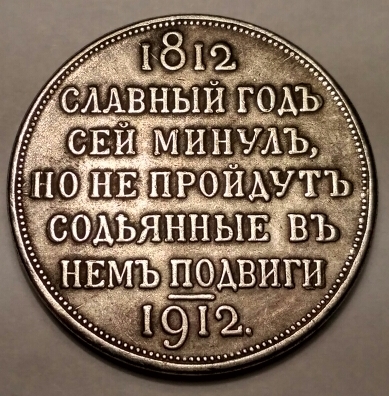 1812
СЛАВНЫЙ ГОДЪ
СЕЙ МИНУЛЪ,
НО НЕ ПРОЙДУТЪ
СОДѢЯННЫЕ ВЪ
НЕМЪ ПОДВИГИ
1912.